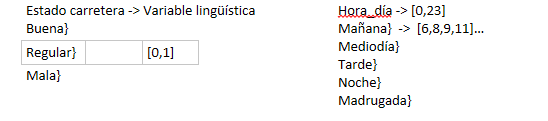 Estado carretera -> Variable lingüística
Buena}
Regular} [0,1]
Mala}
Hora_día -> [0,23]
Mañana} -> [6,8,9,11]...
Mediodía}
Tarde}
Noche}
Madrugada}